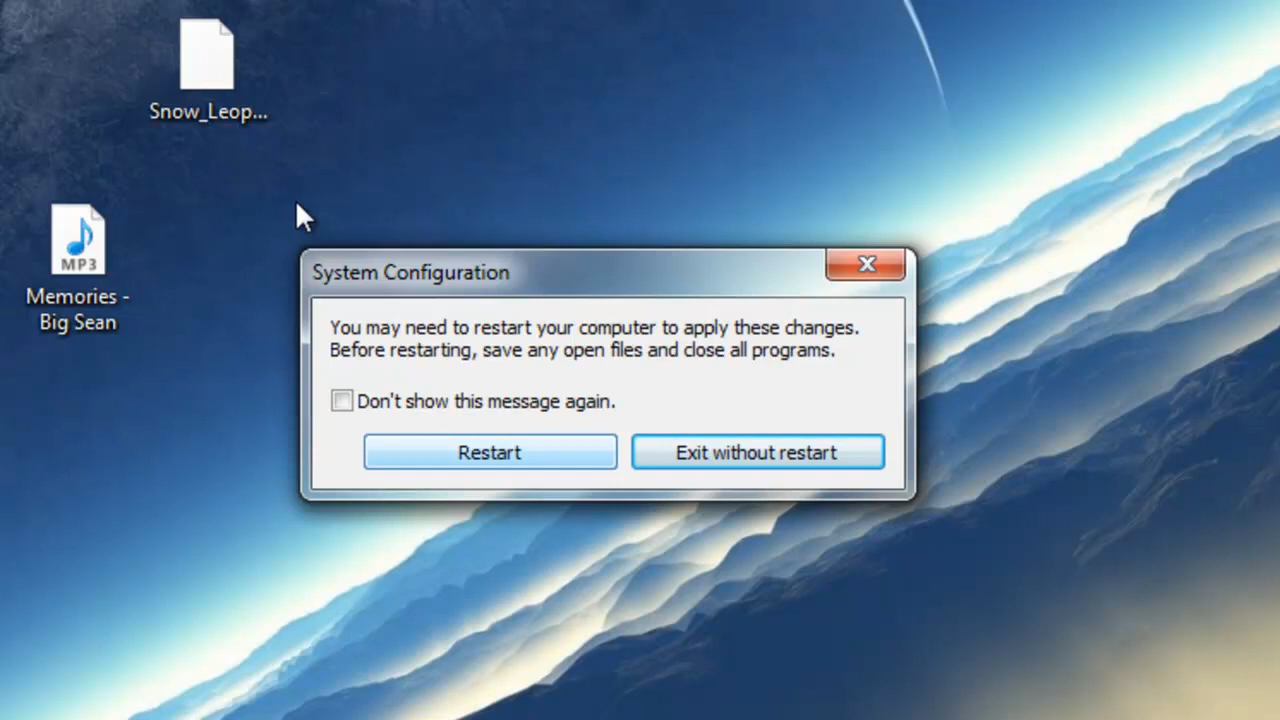 Snow_Leop...
MP3
Memories -
Big Sean
System Configuration
You may need to restart your computer to apply these changes.
Before restarting, save any open files and close all programs.
Don't show this message again.
Restart
Exit without restart